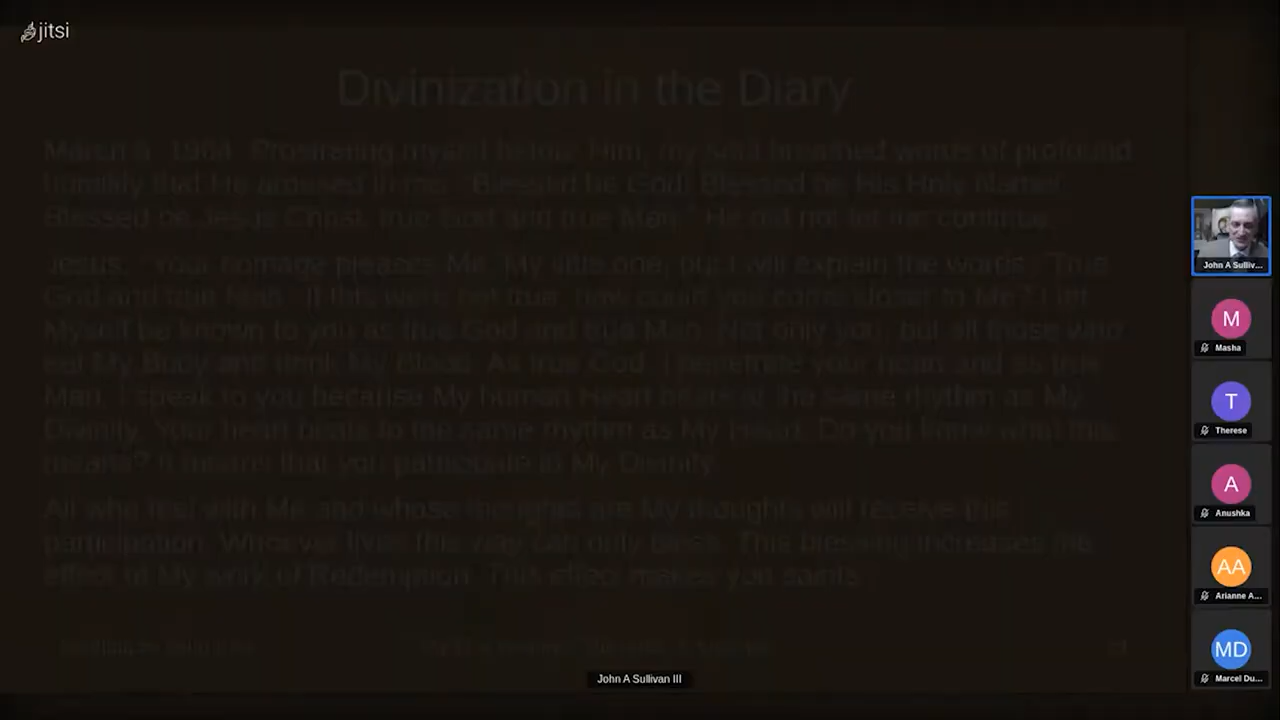 jitsi
Divinization in the Diary
March 8, 1964 Prostrating myself before Him, my soul breathed words of profound
humility that He aroused in me. "Blessed be God! Blessed be His Holy Name!
Blessed be Jesus Christ, true God and true Man." He did not let me continue.
Jesus: "Your homage pleases Me, My little one, but I will explain the words, 'True
God and true Man.' If this were not true, how could you come closer to Me? I let
Myself be known to you as true God and true Man. Not only you, but all those who
eat My Body and drink My Blood. As true God, I penetrate your heart and as true
Man, I speak to you because My human Heart beats at the same rhythm as My
Divinity. Your heart beats to the same rhythm as My Heart. Do you know what this
means? It means that you participate in My Divinity.
All who feel with Me and whose thoughts are My thoughts will receive this
participation. Whoever lives this way can only bless. This blessing increases the
effect of My work of Redemption. This effect makes you saints."
John A Sulliv...
M
Masha
T
Therese
A
Anushka
AA
Arianne A...
MD
Marcel Du...
John A Sullivan III